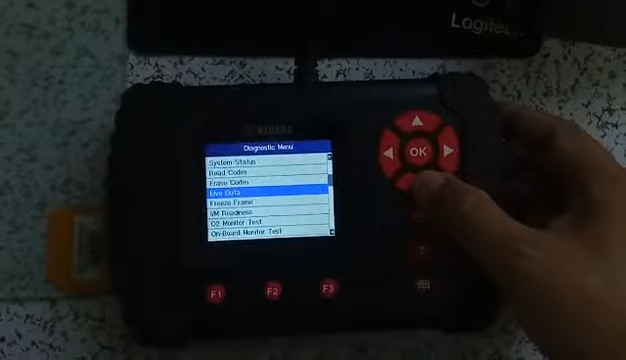 Logitec
Diagnostic Menu
System Status
Read Codes
Erase Codes
Live Data
Freeze Frame
I/M Readiness
O2 Monitor Test
On-Board Monitor Test
OK
F1
F2
F3